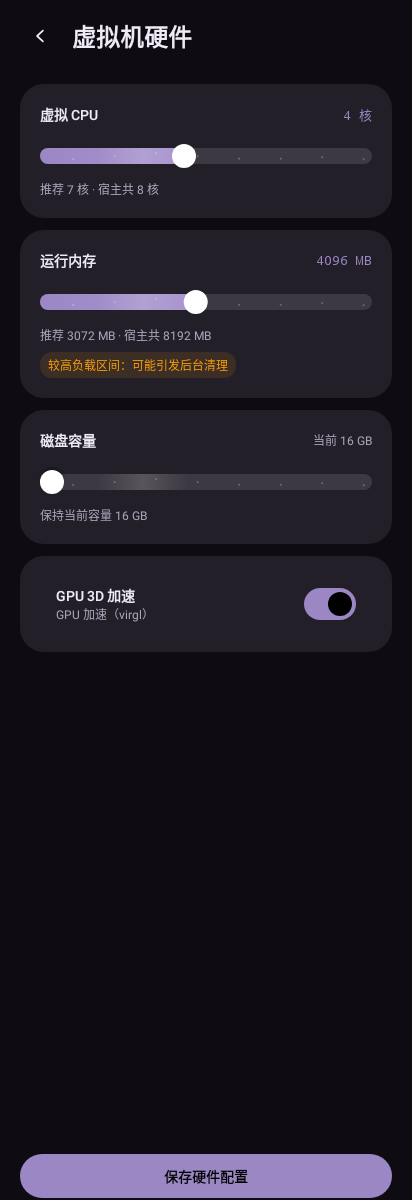 虚拟机硬件
虚拟 CPU
4 核
推荐 7 核 · 宿主共 8 核
运行内存
4096 MB
推荐 3072 MB · 宿主共 8192 MB
较高负载区间：可能引发后台清理
磁盘容量
当前 16 GB
保持当前容量 16 GB
GPU 3D 加速
GPU 加速（virgl）
保存硬件配置